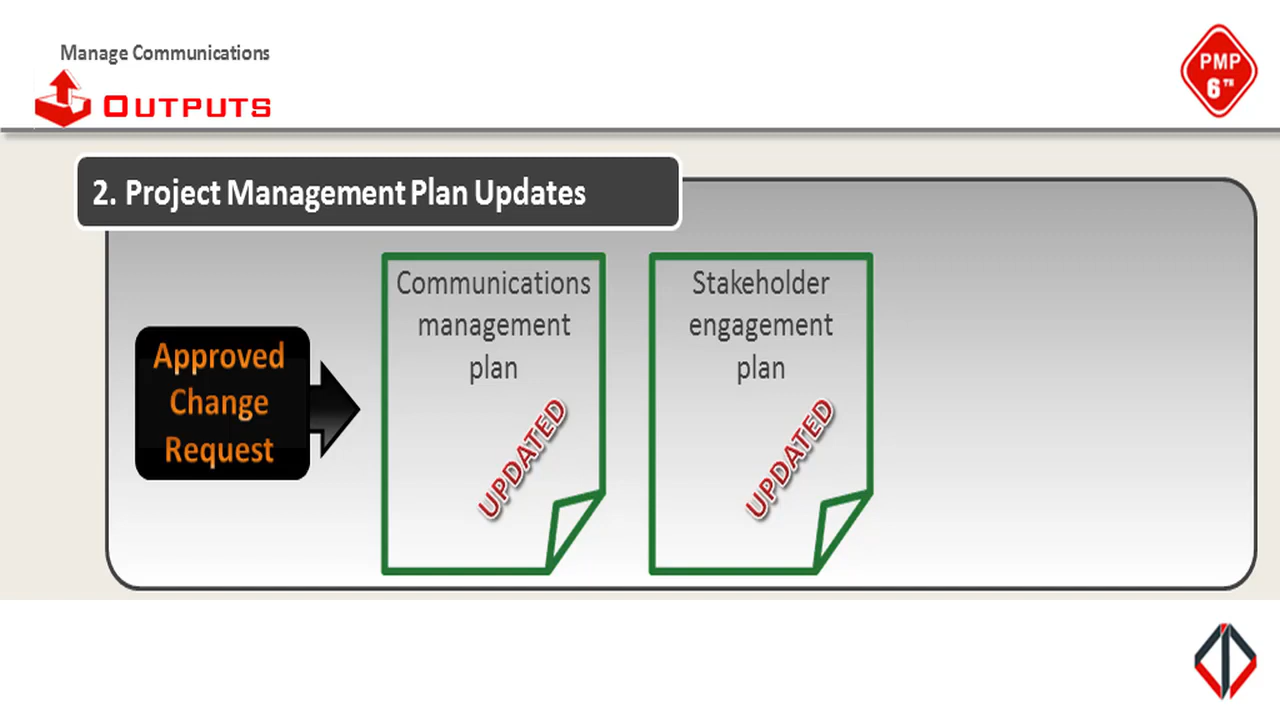 Manage Communications
OUTPUTS
PMP
6TH
2. Project Management Plan Updates
Approved
Change
Request
Communications
management
plan
UPDATED
Stakeholder
engagement
plan
UPDATED